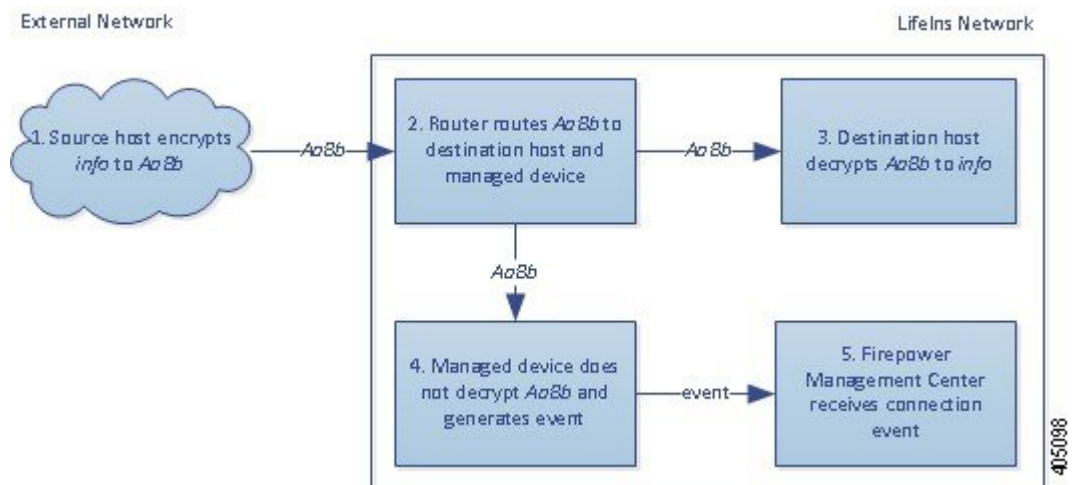 External Network
LifeIns Network
1. Source host encrypts
info to Aa8b
Aa8b
2. Router routes Aa8b to
destination host and
managed device
Aa8b
3. Destination host
decrypts Aa8b to info
Aa8b
4. Managed device does
not decrypt Aa8b and
generates event
event
5. Firepower
Management Center
receives connection
event
405098